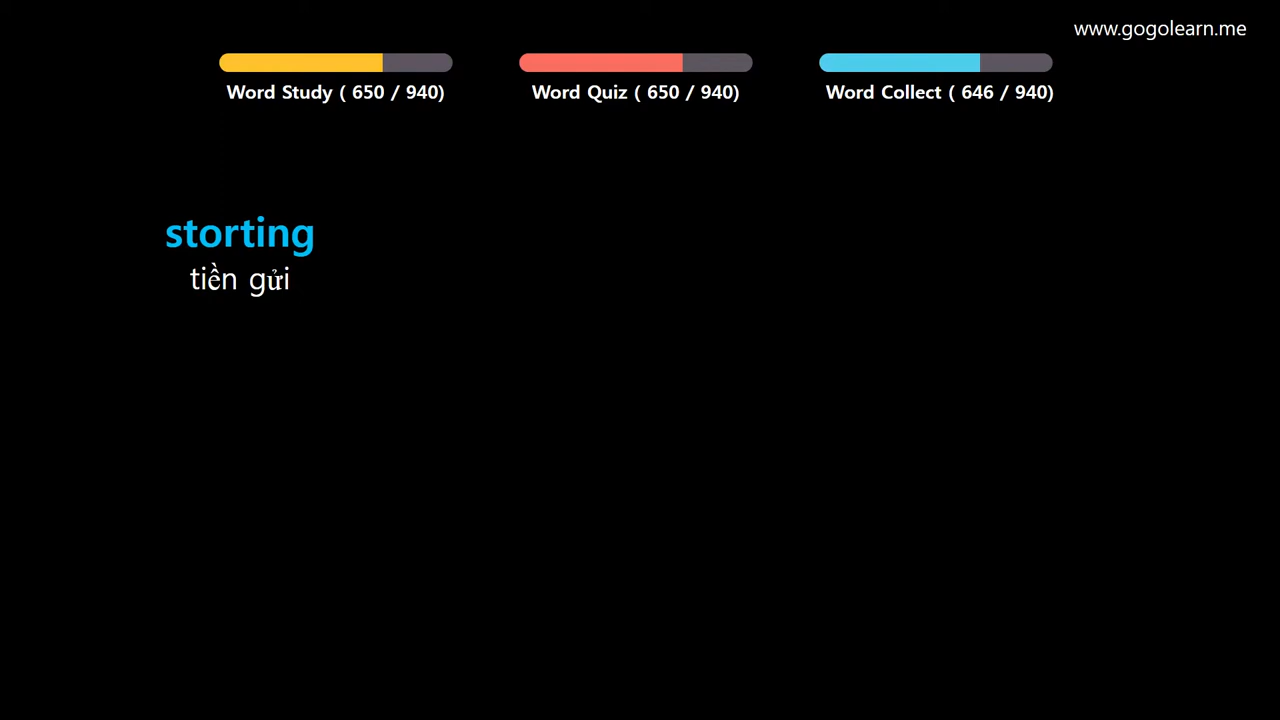 www.gogolearn.me
Word Study ( 650 / 940)
Word Quiz ( 650 / 940)
Word Collect ( 646 / 940)
storting
tiền gửi